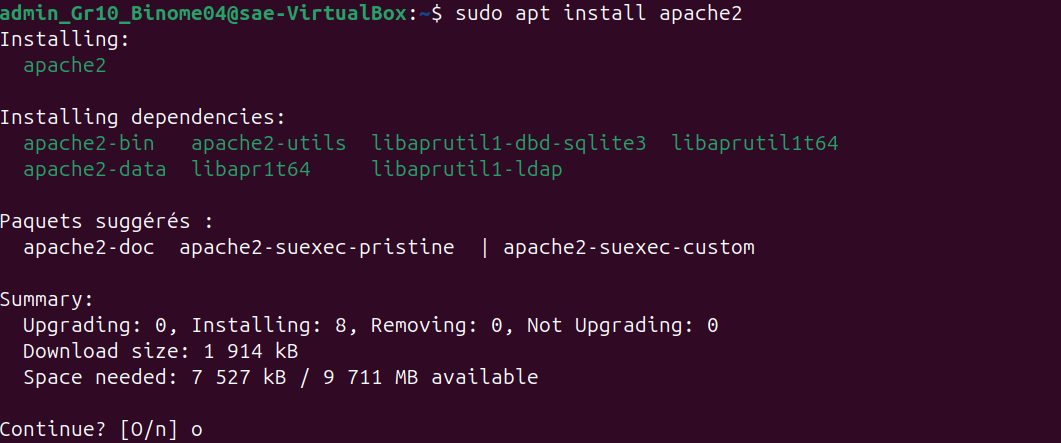 admin_Gr10_Binome04@sae-VirtualBox:~$ sudo apt install apache2
Installing:
  apache2
Installing dependencies:
  apache2-bin   apache2-utils  libaprutil1-dbd-sqlite3  libaprutil1t64
  apache2-data  libapr1t64     libaprutil1-ldap
Paquets suggérés :
  apache2-doc  apache2-suexec-pristine  | apache2-suexec-custom
Summary:
  Upgrading: 0, Installing: 8, Removing: 0, Not Upgrading: 0
  Download size: 1 914 kB
  Space needed: 7 527 kB / 9 711 MB available
Continue? [O/n] o